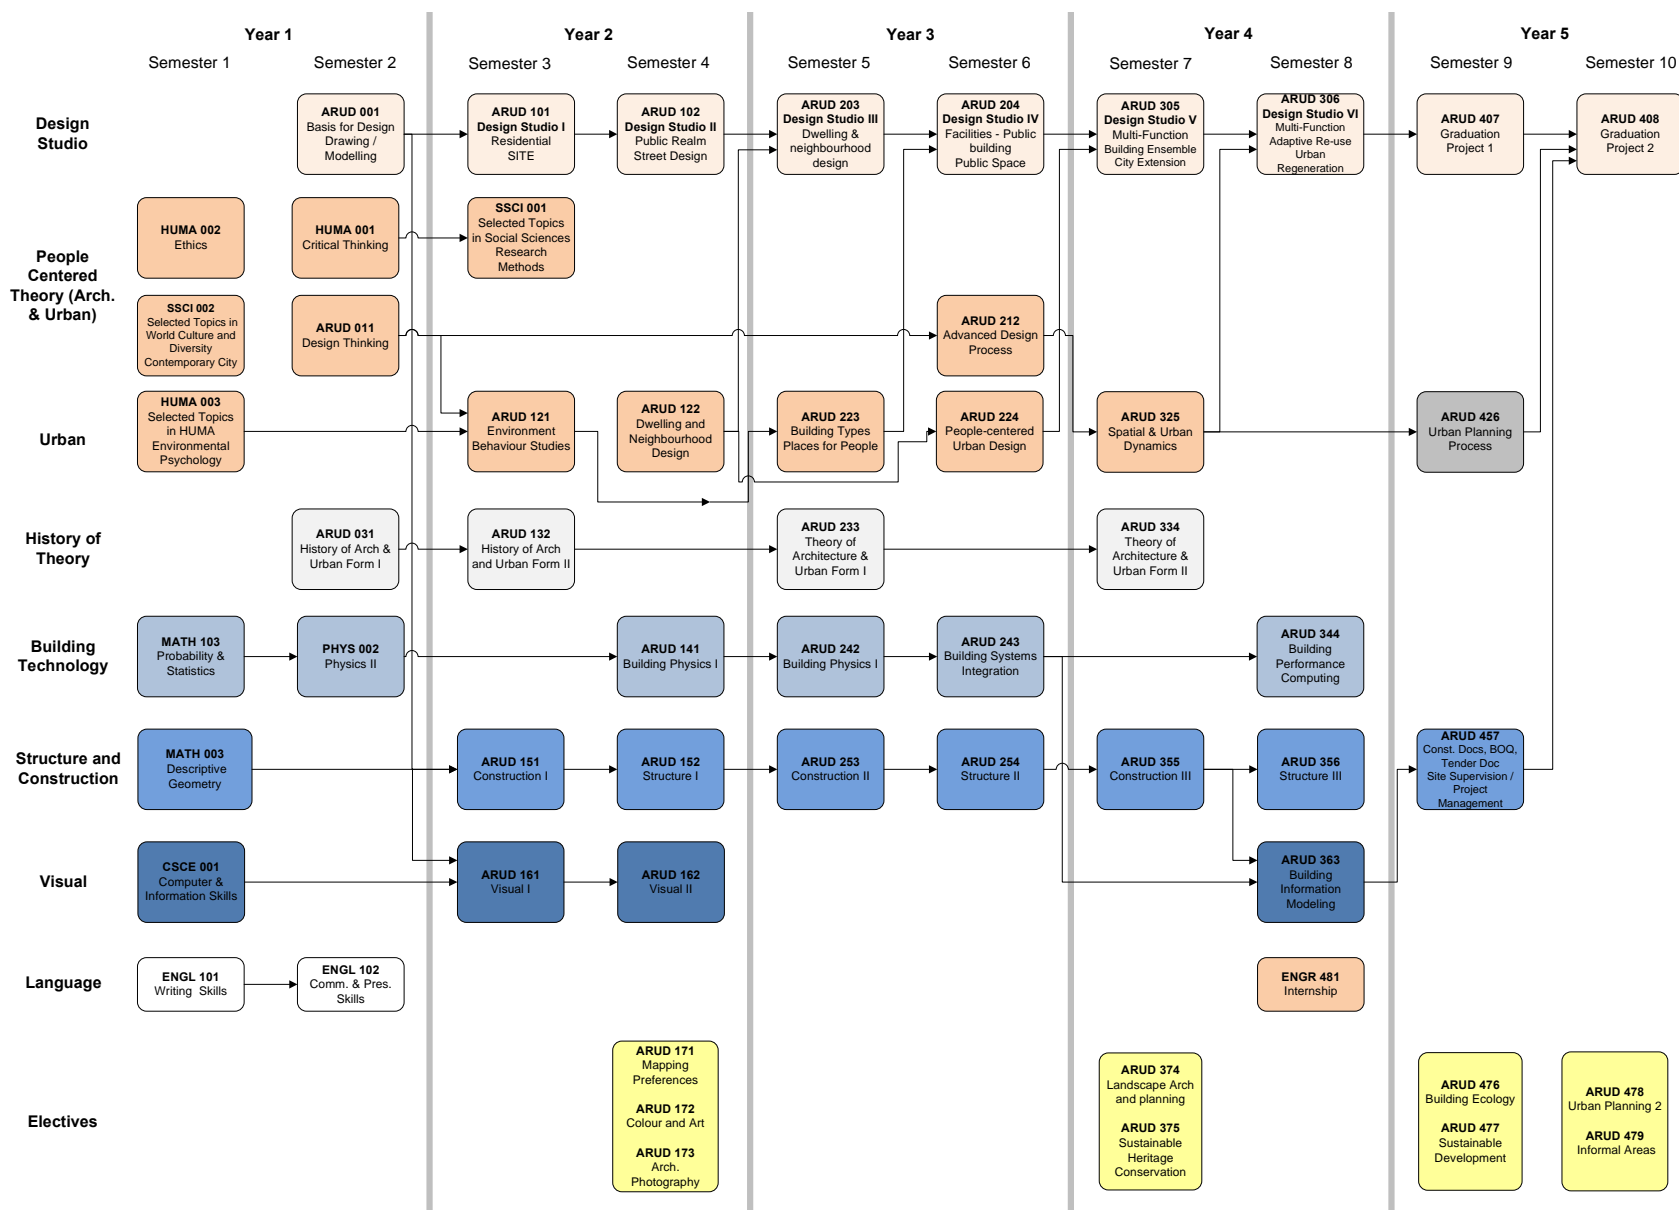 Year 1
Year 2
Year 3
Year 4
Year 5
Semester 1
Semester 2
Semester 3
Semester 4
Semester 5
Semester 6
Semester 7
Semester 8
Semester 9
Semester 10
Design
Studio
ARUD 001
Basis for Design
Drawing /
Modelling
ARUD 101
Design Studio I
Residential
SITE
ARUD 102
Design Studio II
Public Realm
Street Design
ARUD 203
Design Studio III
Dwelling &
neighbourhood
design
ARUD 204
Design Studio IV
Facilities - Public
building
Public Space
ARUD 305
Design Studio V
Multi-Function
Building Ensemble
City Extension
ARUD 306
Design Studio VI
Multi-Function
Adaptive Re-use
Urban
Regeneration
ARUD 407
Graduation
Project 1
ARUD 408
Graduation
Project 2
People
Centered
Theory (Arch.
& Urban)
HUMA 002
Ethics
HUMA 001
Critical Thinking
SSCI 001
Selected Topics
in Social Sciences
Research
Methods
SSCI 002
Selected Topics in
World Culture and
Diversity
Contemporary City
ARUD 011
Design Thinking
ARUD 212
Advanced Design
Process
Urban
HUMA 003
Selected Topics
in HUMA
Environmental
Psychology
ARUD 121
Environment
Behaviour Studies
ARUD 122
Dwelling and
Neighbourhood
Design
ARUD 223
Building Types
Places for People
ARUD 224
People-centered
Urban Design
ARUD 325
Spatial & Urban
Dynamics
ARUD 426
Urban Planning
Process
History of
Theory
ARUD 031
History of Arch &
Urban Form I
ARUD 132
History of Arch
and Urban Form II
ARUD 233
Theory of
Architecture &
Urban Form I
ARUD 334
Theory of
Architecture &
Urban Form II
Building
Technology
MATH 103
Probability &
Statistics
PHYS 002
Physics II
ARUD 141
Building Physics I
ARUD 242
Building Physics I
ARUD 243
Building Systems
Integration
ARUD 344
Building
Performance
Computing
Structure and
Construction
MATH 003
Descriptive
Geometry
ARUD 151
Construction I
ARUD 152
Structure I
ARUD 253
Construction II
ARUD 254
Structure II
ARUD 355
Construction III
ARUD 356
Structure III
ARUD 457
Const. Docs, BOQ,
Tender Doc
Site Supervision /
Project
Management
Visual
CSCE 001
Computer &
Information Skills
ARUD 161
Visual I
ARUD 162
Visual II
ARUD 363
Building
Information
Modeling
Language
ENGL 101
Writing Skills
ENGL 102
Comm. & Pres.
Skills
ENGR 481
Internship
Electives
ARUD 171
Mapping
Preferences
ARUD 172
Colour and Art
ARUD 173
Arch.
Photography
ARUD 374
Landscape Arch
and planning
ARUD 375
Sustainable
Heritage
Conservation
ARUD 476
Building Ecology
ARUD 477
Sustainable
Development
ARUD 478
Urban Planning 2
ARUD 479
Informal Areas